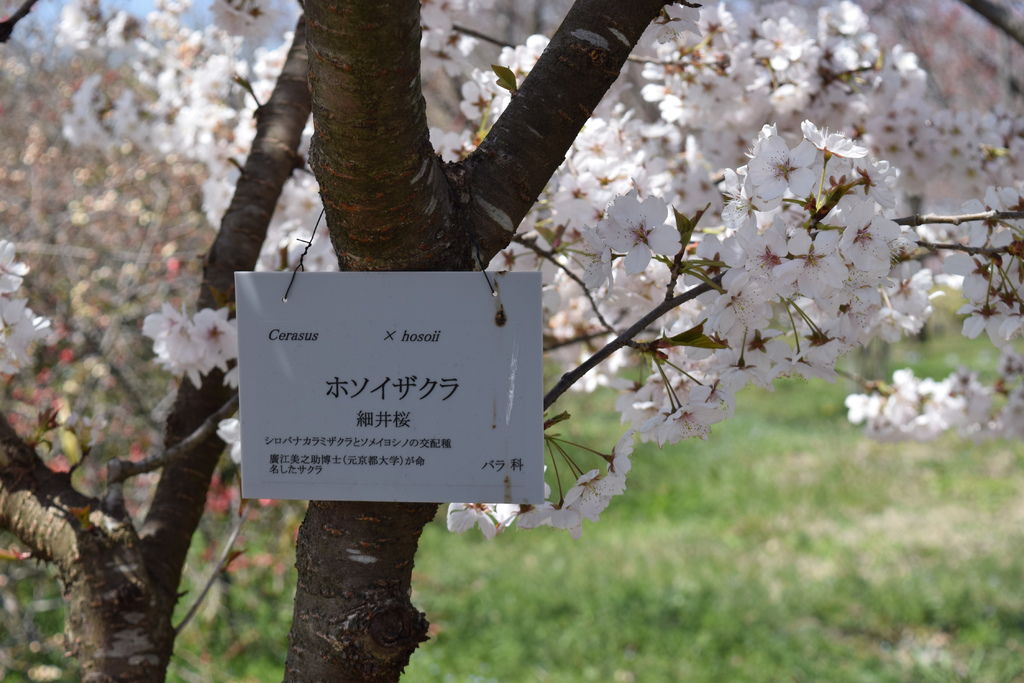 Cerasus × hosoii
ホソイザクラ
細井桜
シロバナカラミザクラとソメイヨシノの交配種
廣江美之助博士(元京都大学)が命
名したサクラ
バラ 科